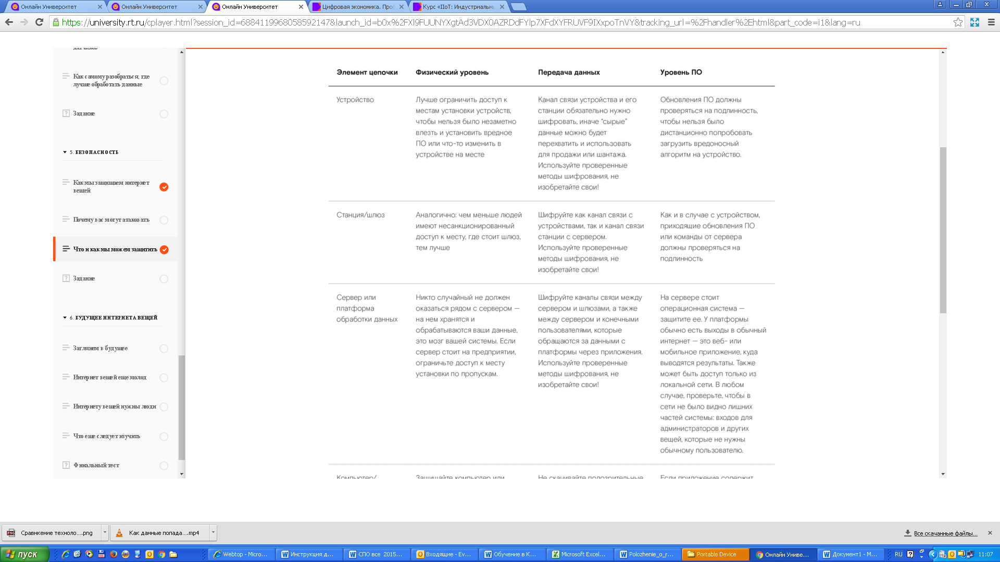 Онлайн Университет
Онлайн Университет
Онлайн Университет
Цифровая экономика. Проф
Курс «IIoT: Индустриальны
https://university.rt.ru/cplayer.html?session_id=6884119968058592147&launch_id=b0x%2FXl9FUUNYXgtAd3VDX0AZRDdFYlp7XFdXYFRUVF9IXxpoTnVY&tracking_url=%2Fhandler%2Ehtml&part_code=i1&lang=ru
датчиков
Как самому разобраться, где
лучше обработать данные
Задание
5. БЕЗОПАСНОСТЬ
Как мы защищаем интернет
вещей
Почему вас могут атаковать
Что и как мы можем защитить
Задание
6. БУДУЩЕЕ ИНТЕРНЕТА ВЕЩЕЙ
Заглянем в будущее
Интернет вещей еще молод
Интернету вещей нужны люди
Что еще следует изучить
Финальный тест
Элемент цепочки
Физический уровень
Передача данных
Уровень ПО
Устройство
Лучше ограничить доступ к
местам установки устройств,
чтобы нельзя было незаметно
влезть и установить вредное
ПО или что-то изменить в
устройстве на месте
Канал связи устройства и его
станции обязательно нужно
шифровать, иначе “сырые”
данные можно будет
перехватить и использовать
для продажи или шантажа.
Используйте проверенные
методы шифрования, не
изобретайте свои!
Обновления ПО должны
проверяться на подлинность,
чтобы нельзя было
дистанционно попробовать
загрузить вредоносный
алгоритм на устройство.
Станция/шлюз
Аналогично: чем меньше людей
имеют несанкционированный
доступ к месту, где стоит шлюз,
тем лучше
Шифруйте как канал связи с
устройствами, так и канал связи
станции с сервером.
Используйте проверенные
методы шифрования, не
изобретайте свои!
Как и в случае с устройством,
приходящие обновления ПО
или команды от сервера
должны проверяться на
подлинность
Сервер или
платформа
обработки данных
Никто случайный не должен
оказаться рядом с сервером —
на нем хранятся и
обрабатываются ваши данные,
это мозг вашей системы. Если
сервер стоит на предприятии,
ограничьте доступ к месту
установки по пропускам.
Шифруйте каналы связи между
сервером и шлюзами, а также
между сервером и конечными
пользователями, которые
обращаются за данными с
платформы через приложения.
Используйте проверенные
методы шифрования, не
изобретайте свои!
На сервере стоит
операционная система —
защитите ее. У платформы
обычно есть выходы в обычный
интернет — это веб- или
мобильное приложение, куда
выводятся результаты. Также
может быть доступ только из
локальной сети. В любом
случае, проверьте, чтобы в
сети не было видно лишних
частей системы: входов для
администраторов и других
вещей, которые не нужны
обычному пользователю.
Компьютер/
Защищайте компьютер или
Не скачивайте подозрительные
Если приложение содержит
Сравнкение техноло....png
Как данные попада....mp4
Все скачанные файлы...
пуск
Webtop - Micro...
Инструкция д...
СПО все 2015...
Входящие - Ev...
Обучение в К...
Microsoft Excel...
Polozhenie_o_r...
Portable Device
Онлайн Униве...
Документ1 - M...
RU
11:07